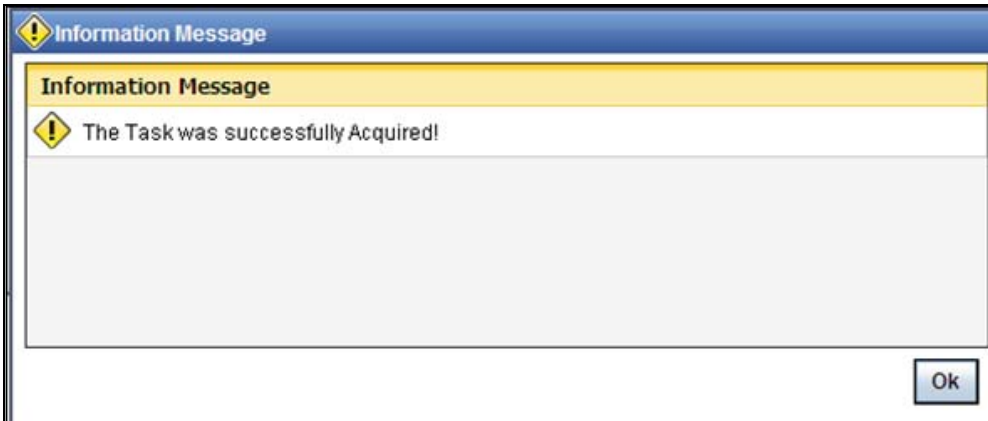 Information Message
Information Message
The Task was successfully Acquired!
Ok